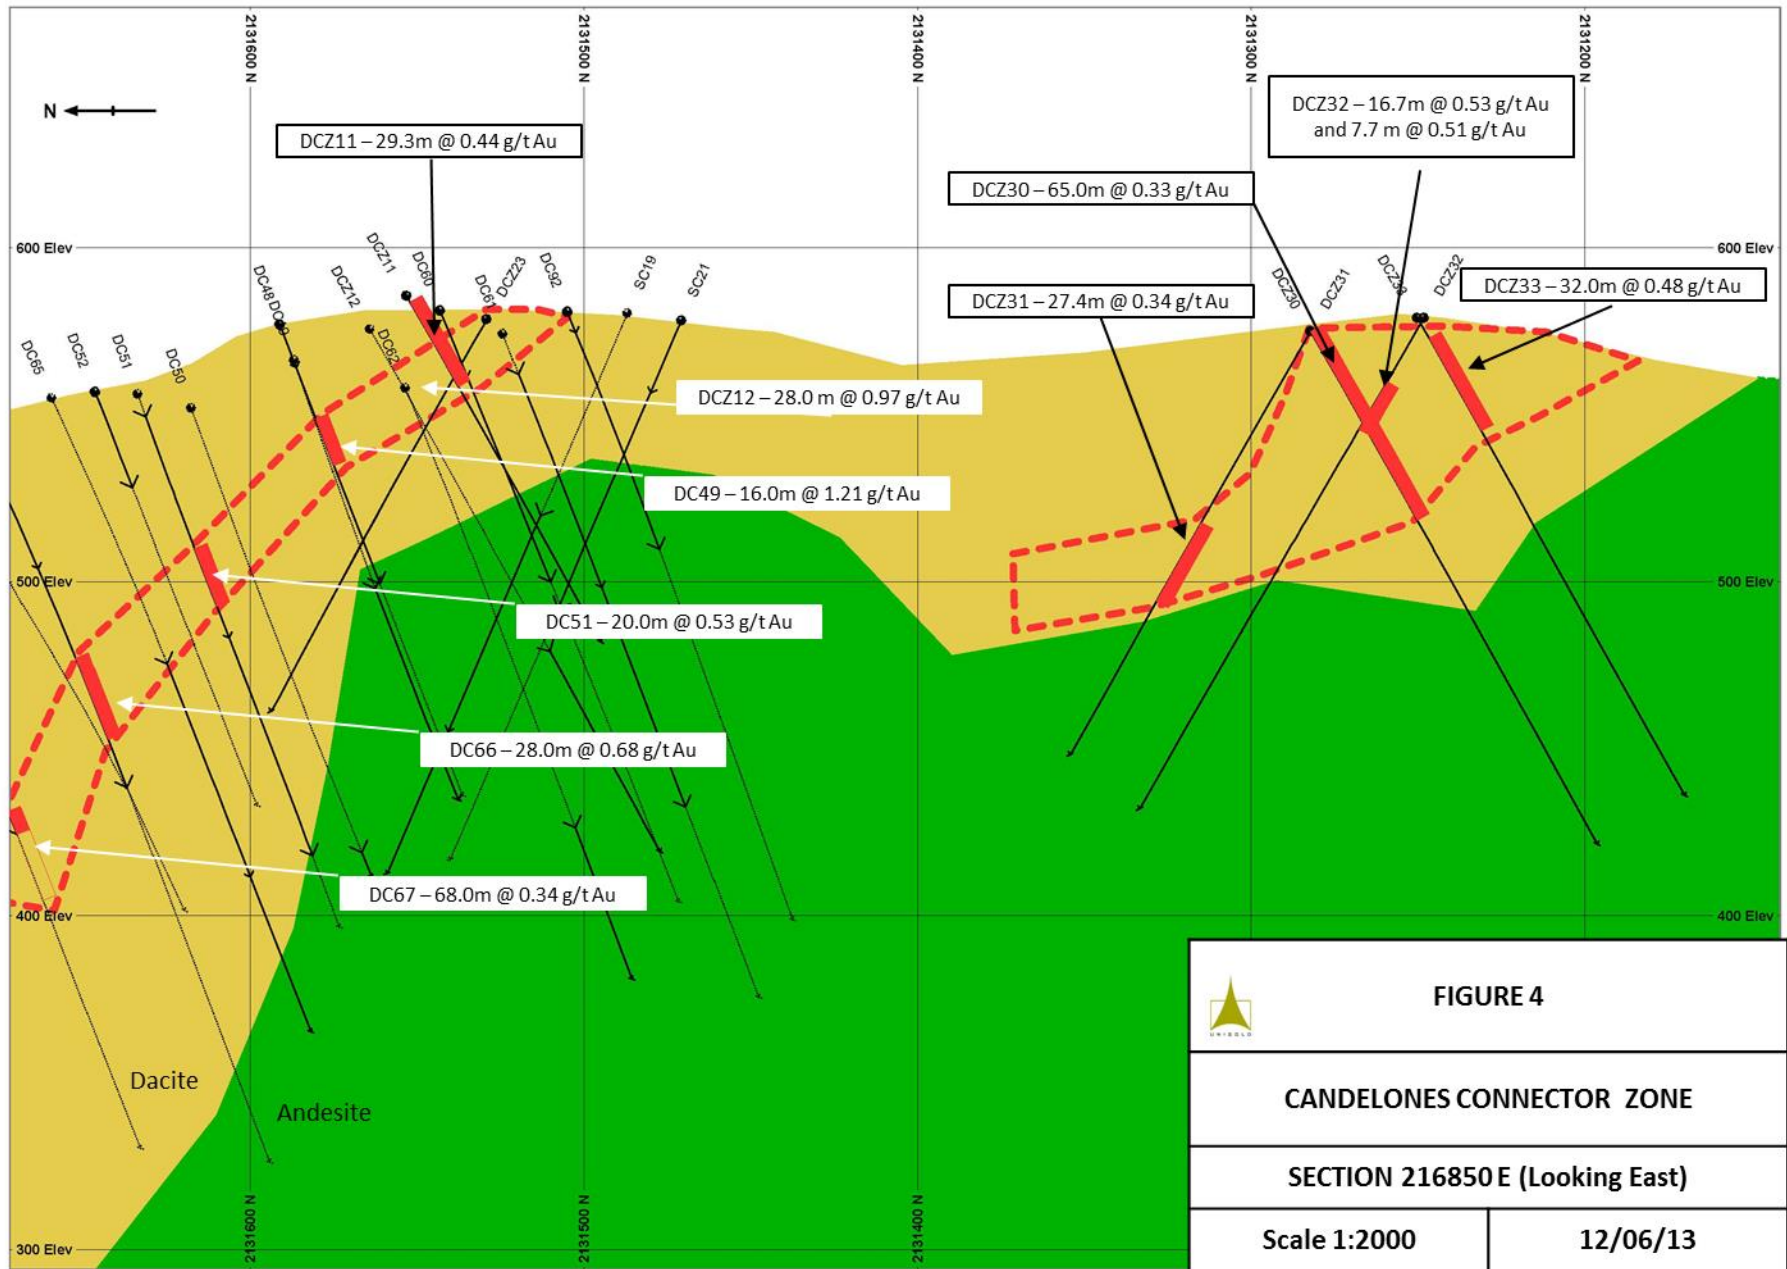 2131600 N
2131500 N
2131400 N
2131300 N
2131200 N
N
DCZ11 – 29.3m @ 0.44 g/t Au
DCZ32 – 16.7m @ 0.53 g/t Au
and 7.7 m @ 0.51 g/t Au
DCZ30 – 65.0m @ 0.33 g/t Au
600 Elev
600 Elev
DCZ31 – 27.4m @ 0.34 g/t Au
DCZ33 – 32.0m @ 0.48 g/t Au
DC65
DC52
DC51
DC50
DC48
DCZ12
DCZ11
DC60
DC62
DC61
DCZ23
DC92
SC19
SC21
DCZ30
DCZ31
DCZ33
DCZ32
DCZ12 – 28.0 m @ 0.97 g/t Au
DC49 – 16.0m @ 1.21 g/t Au
500 Elev
500 Elev
DC51 – 20.0m @ 0.53 g/t Au
DC66 – 28.0m @ 0.68 g/t Au
DC67 – 68.0m @ 0.34 g/t Au
400 Elev
400 Elev
Dacite
Andesite
2131600 N
2131500 N
2131400 N
300 Elev
UNIGOLD
FIGURE 4
CANDELONES CONNECTOR ZONE
SECTION 216850 E (Looking East)
Scale 1:2000
12/06/13